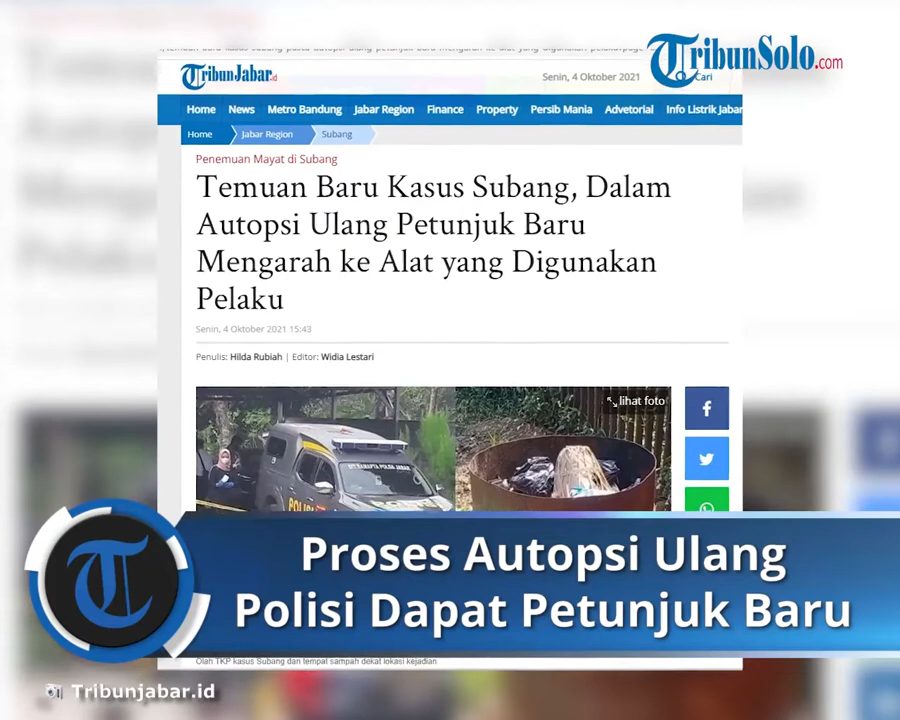 TribunSolo.com
TribunJabar.id
Senin, 4 Oktober 2021
Cari
Home News Metro Bandung Jabar Region Finance Property Persib Mania Advetorial Info Listrik Jabar
Home Jabar Region Subang
Penemuan Mayat di Subang
Temuan Baru Kasus Subang, Dalam
Autopsi Ulang Petunjuk Baru
Mengarah ke Alat yang Digunakan
Pelaku
Senin, 4 Oktober 2021 15:43
Penulis: Hilda Rubiah | Editor: Widia Lestari
lihat foto
POLISI
Proses Autopsi Ulang
Polisi Dapat Petunjuk Baru
Olah TKP kasus Subang dan tempat sampah dekat lokasi kejadian
Tribunjabar.id